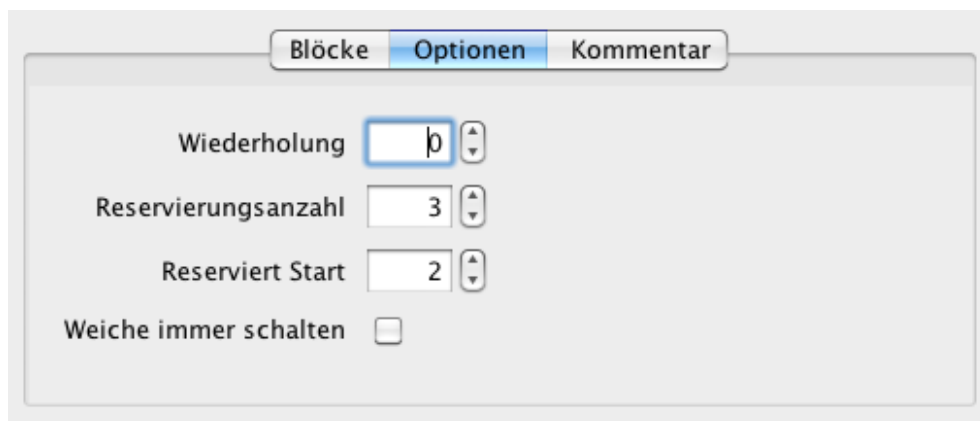 Blöcke Optionen Kommentar
Wiederholung 0
Reservierungsanzahl 3
Reserviert Start 2
Weiche immer schalten